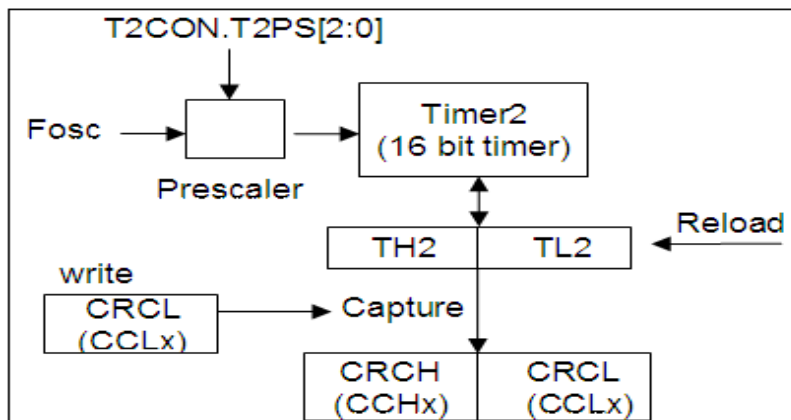 T2CON.T2PS[2:0]
Fosc
Prescaler
Timer2
(16 bit timer)
TH2
TL2
Reload
write
CRCL
(CCLx)
Capture
CRCH
(CCHx)
CRCL
(CCLx)